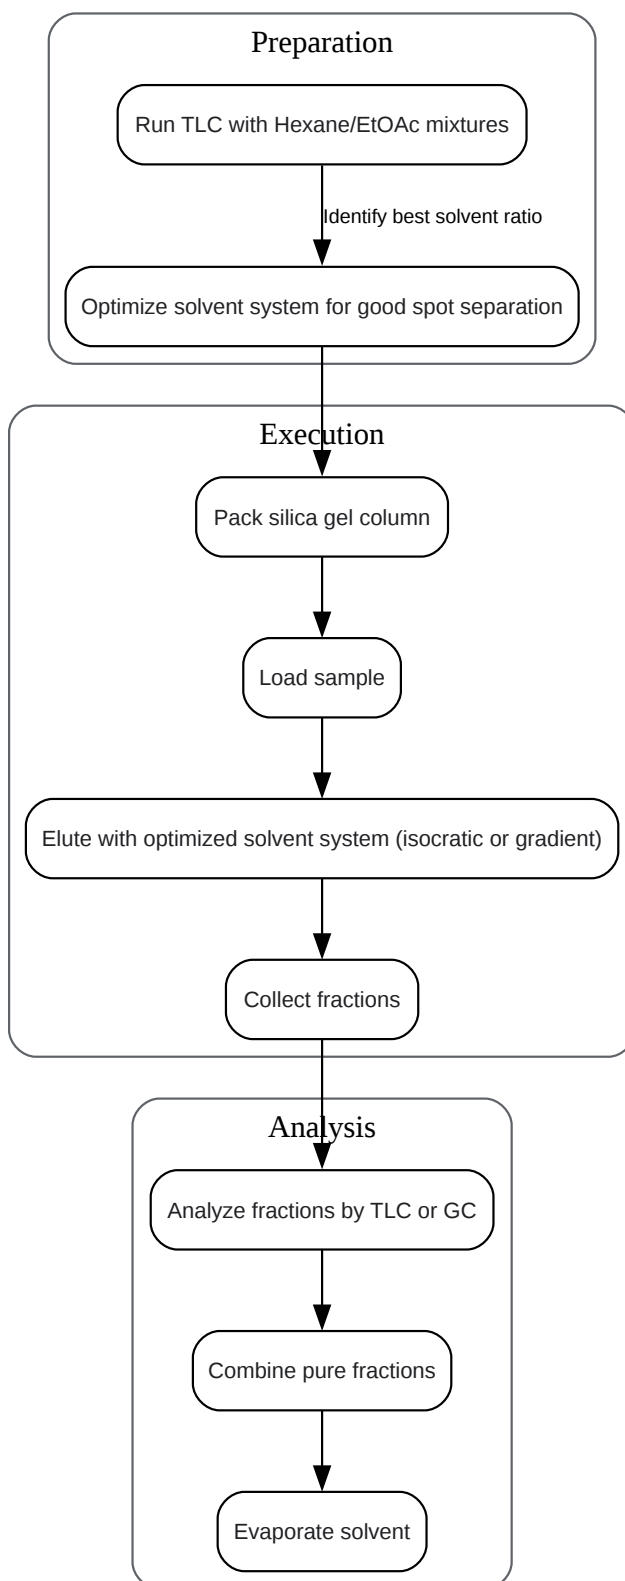 Preparation
Run TLC with Hexane/EtOAc mixtures
Identify best solvent ratio
Optimize solvent system for good spot separation
Execution
Pack silica gel column
Load sample
Elute with optimized solvent system (isocratic or gradient)
Collect fractions
Analysis
Analyze fractions by TLC or GC
Combine pure fractions
Evaporate solvent